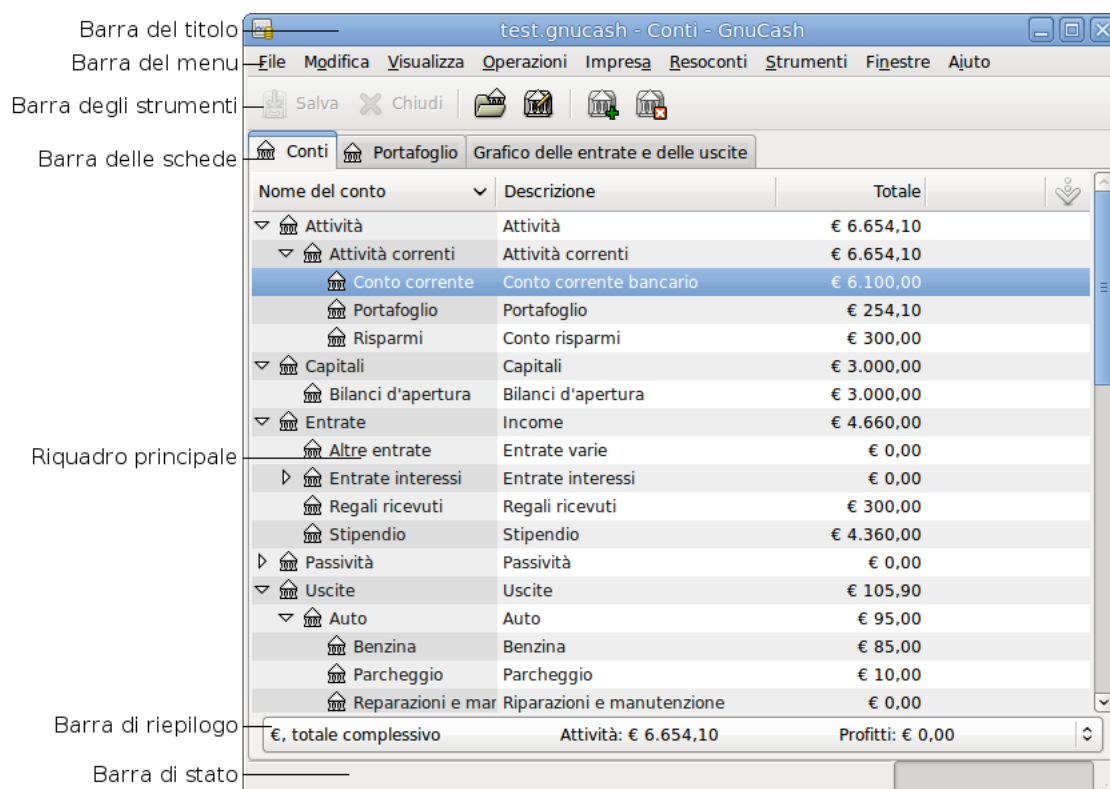 Barra del titolo
test.gnucash - Conti - GnuCash
Barra del menu
File Modifica Visualizza Operazioni Impresa Resoconti Strumenti Finestre Aiuto
Barra degli strumenti
Salva Chiudi
Barra delle schede
Conti Portafoglio Grafico delle entrate e delle uscite
Nome del conto Descrizione Totale
Attività Attività € 6.654,10
Attività correnti Attività correnti € 6.654,10
Conto corrente Conto corrente bancario € 6.100,00
Portafoglio Portafoglio € 254,10
Risparmi Conto risparmi € 300,00
Capitali Capitali € 3.000,00
Bilanci d'apertura Bilanci d'apertura € 3.000,00
Entrate Income € 4.660,00
Riquadro principale
Altre entrate Entrate varie € 0,00
Entrate interessi Entrate interessi € 0,00
Regali ricevuti Regali ricevuti € 300,00
Stipendio Stipendio € 4.360,00
Passività Passività € 0,00
Uscite Uscite € 105,90
Auto Auto € 95,00
Benzina Benzina € 85,00
Parcheggio Parcheggio € 10,00
Reparazioni e mar Riparazioni e manutenzione € 0,00
Barra di riepilogo
€, totale complessivo Attività: € 6.654,10 Profitti: € 0,00
Barra di stato